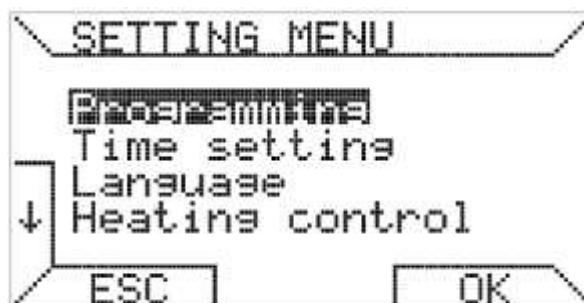 SETTING MENU
Programming
Time setting
Language
↓ Heating control
ESC OK